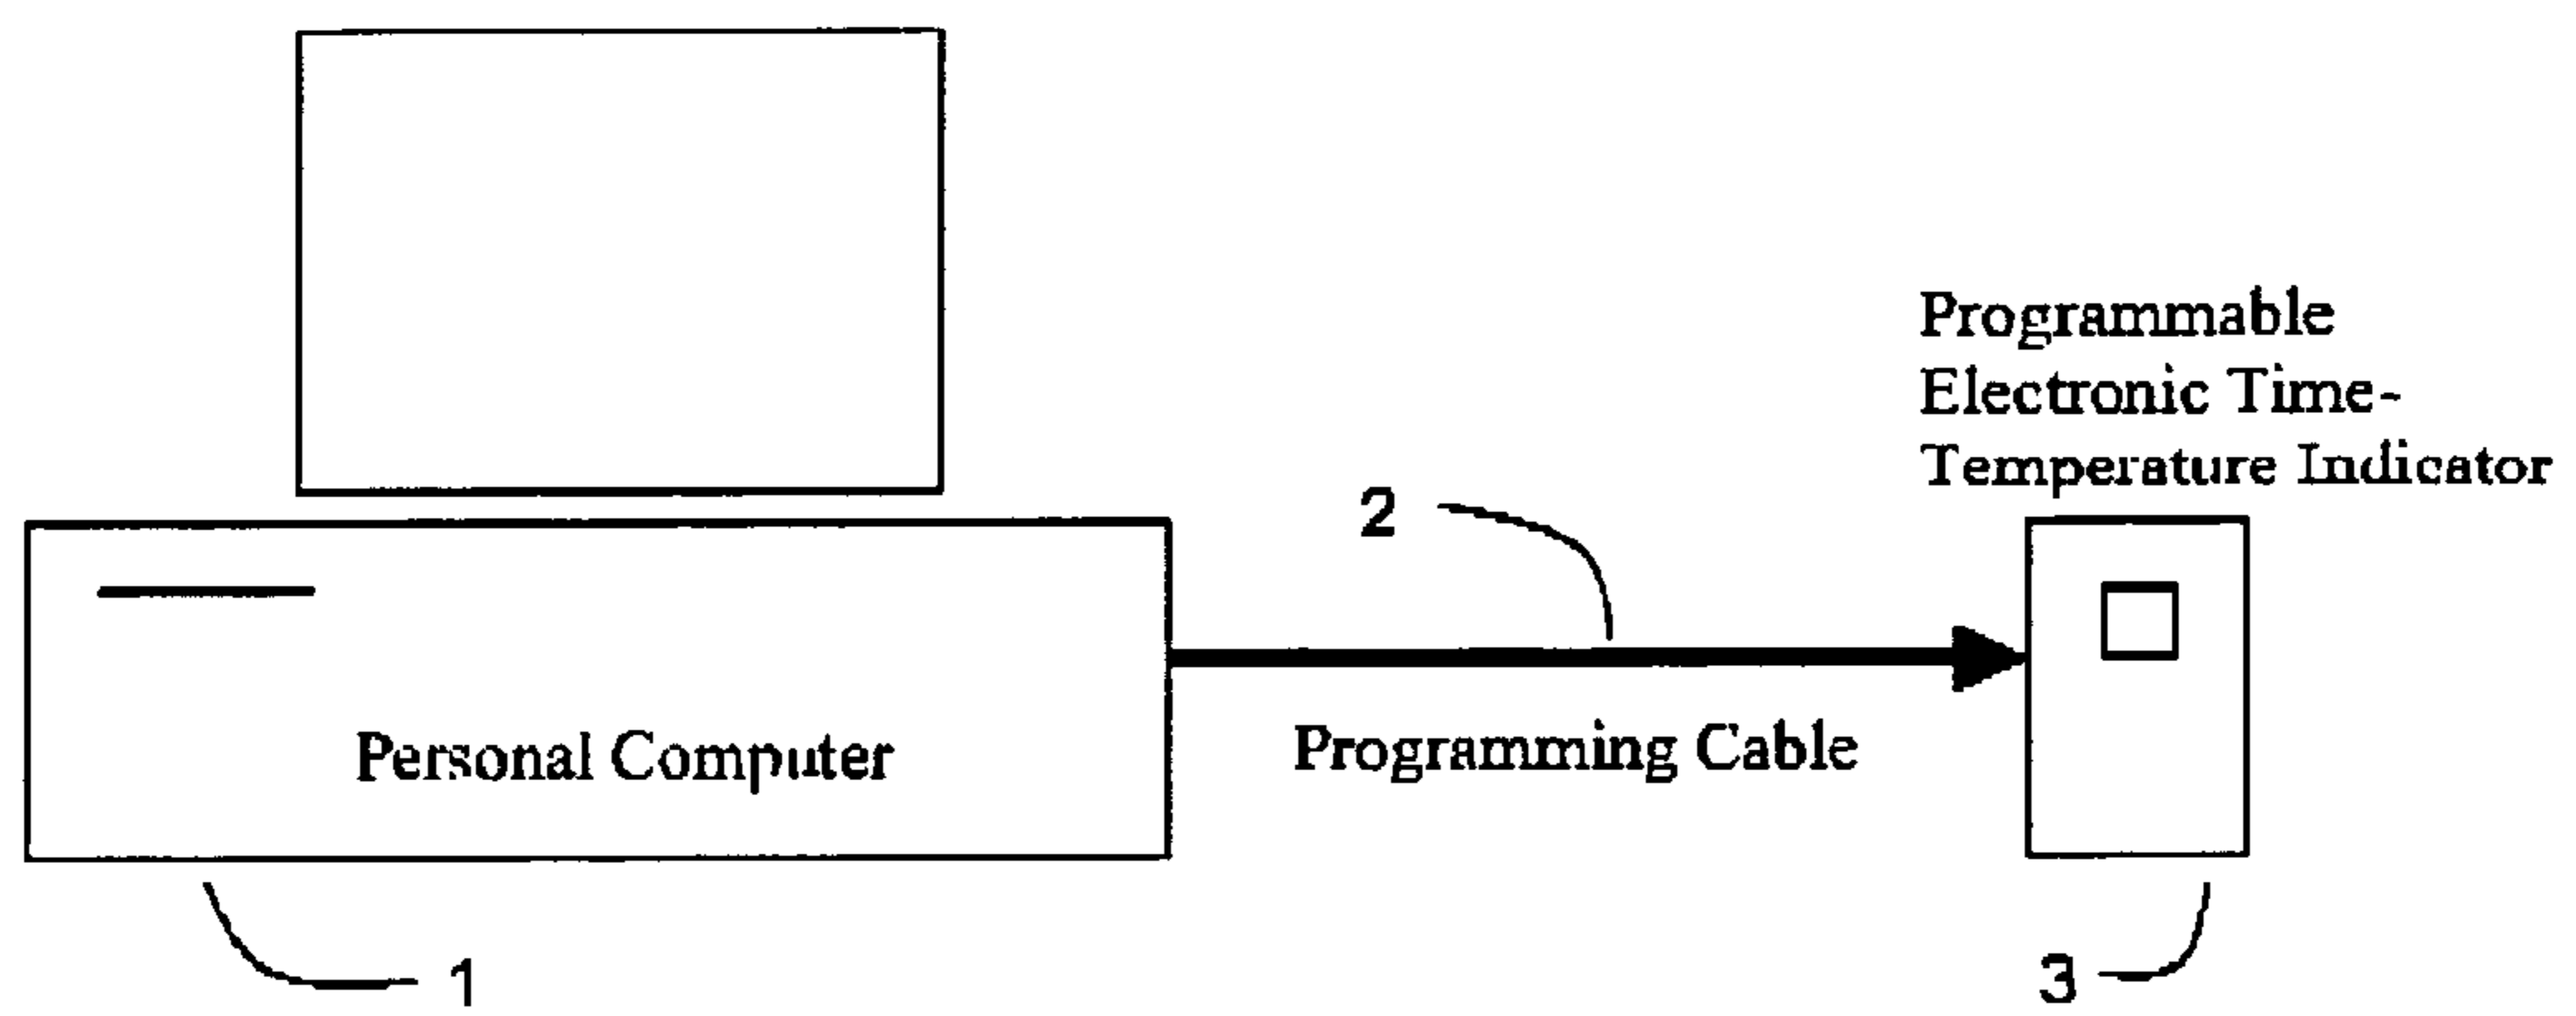 Programmable
Electronic Time-
Temperature Indicator
2
Personal Computer
Programming Cable
1
3